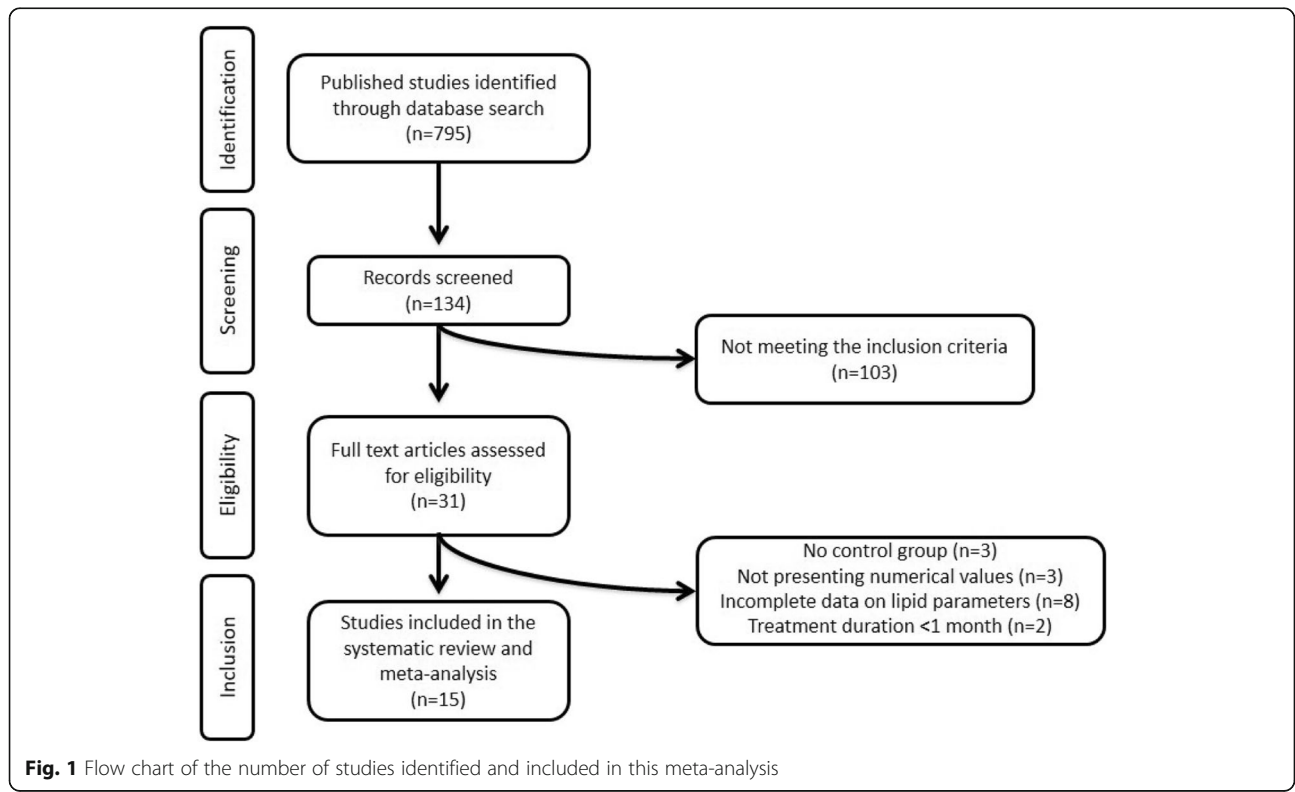 Identification
Published studies identified
through database search
(n=795)
Screening
Records screened
(n=134)
Not meeting the inclusion criteria
(n=103)
Eligibility
Full text articles assessed
for eligibility
(n=31)
No control group (n=3)
Not presenting numerical values (n=3)
Incomplete data on lipid parameters (n=8)
Treatment duration <1 month (n=2)
Inclusion
Studies included in the
systematic review and
meta-analysis
(n=15)
Fig. 1 Flow chart of the number of studies identified and included in this meta-analysis